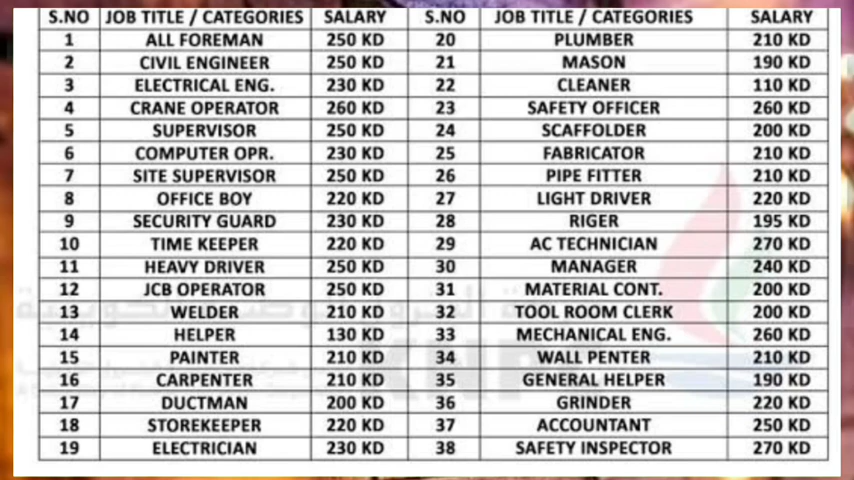 S.NO JOB TITLE / CATEGORIES SALARY S.NO JOB TITLE / CATEGORIES SALARY
1 ALL FOREMAN 250 KD 20 PLUMBER 210 KD
2 CIVIL ENGINEER 250 KD 21 MASON 190 KD
3 ELECTRICAL ENG. 230 KD 22 CLEANER 110 KD
4 CRANE OPERATOR 260 KD 23 SAFETY OFFICER 260 KD
5 SUPERVISOR 250 KD 24 SCAFFOLDER 200 KD
6 COMPUTER OPR. 230 KD 25 FABRICATOR 210 KD
7 SITE SUPERVISOR 250 KD 26 PIPE FITTER 210 KD
8 OFFICE BOY 220 KD 27 LIGHT DRIVER 220 KD
9 SECURITY GUARD 230 KD 28 RIGER 195 KD
10 TIME KEEPER 220 KD 29 AC TECHNICIAN 270 KD
11 HEAVY DRIVER 250 KD 30 MANAGER 240 KD
12 JCB OPERATOR 250 KD 31 MATERIAL CONT. 200 KD
13 WELDER 210 KD 32 TOOL ROOM CLERK 200 KD
14 HELPER 130 KD 33 MECHANICAL ENG. 260 KD
15 PAINTER 210 KD 34 WALL PENTER 210 KD
16 CARPENTER 210 KD 35 GENERAL HELPER 190 KD
17 DUCTMAN 200 KD 36 GRINDER 220 KD
18 STOREKEEPER 220 KD 37 ACCOUNTANT 250 KD
19 ELECTRICIAN 230 KD 38 SAFETY INSPECTOR 270 KD